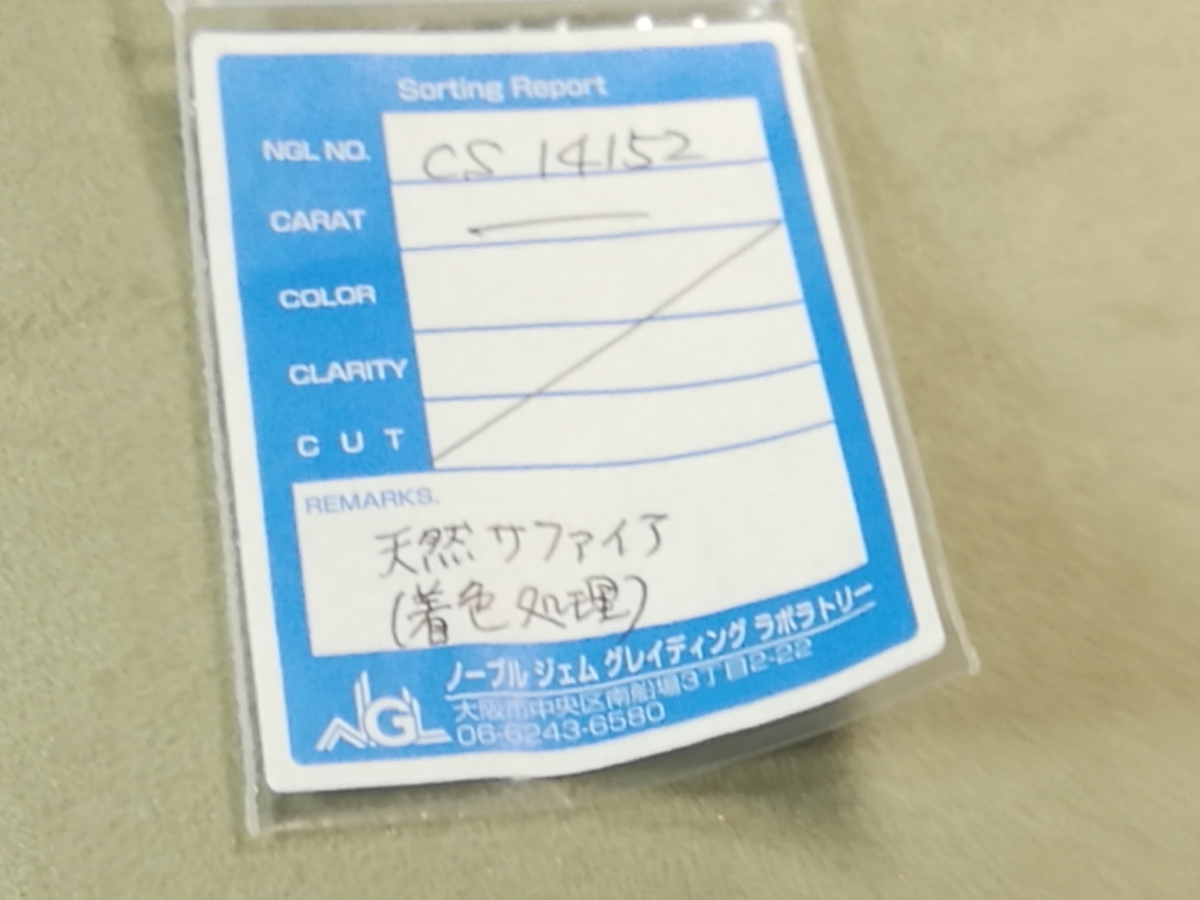 Sorting Report
NGL NO. CS 14152
CARAT
COLOR
CLARITY
CUT
REMARKS.
天然サファイア
(着色処理)
NGL
ノーブル ジェム グレイディング ラボラトリー
大阪市中央区南船場3丁目2-22
06-6243-6580